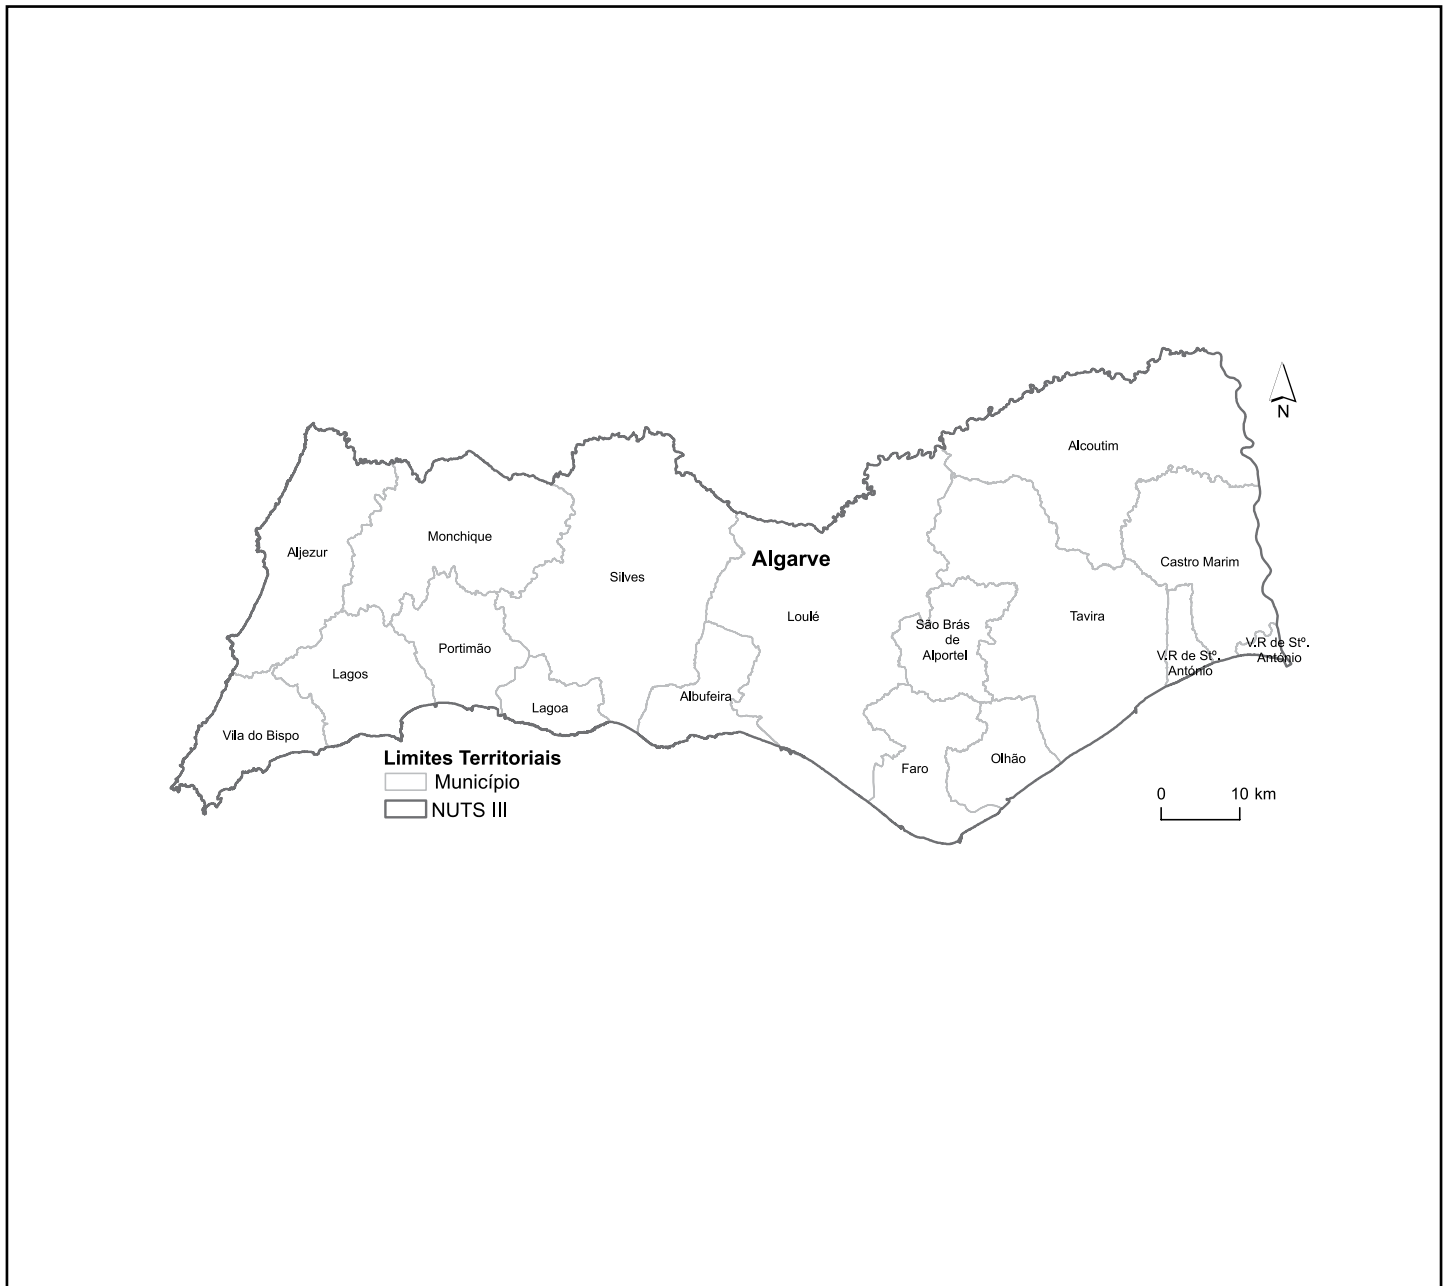 Alcoutim
N
Monchique
Aljezur
Algarve
Castro Marim
Silves
Loulé
Tavira
São Brás
de
Alportel
Portimão
V.R de Stº.
António
V.R de Stº.
António
Lagos
Albufeira
Lagoa
Vila do Bispo
Olhão
Faro
Limites Territoriais
Município
NUTS III
0 10 km